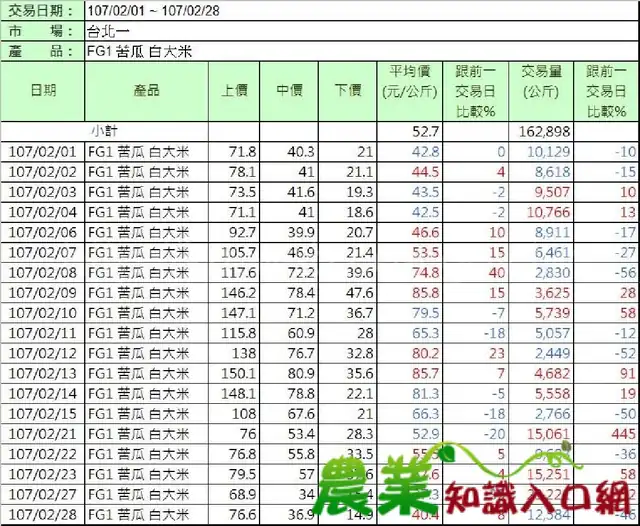 交易日期： 107/02/01 ~ 107/02/28
市 場： 台北一
產 品： FG1 苦瓜 白大米
日期 產品 上價 中價 下價 平均價(元/公斤) 跟前一交易日比較% 交易量(公斤) 跟前一交易日比較%
小計 52.7 162,898
107/02/01 FG1 苦瓜 白大米 71.8 40.3 21 42.8 0 10,129 -10
107/02/02 FG1 苦瓜 白大米 78.1 41 21.1 44.5 4 8,618 -15
107/02/03 FG1 苦瓜 白大米 73.5 41.6 19.3 43.5 -2 9,507 10
107/02/04 FG1 苦瓜 白大米 71.1 41 18.6 42.5 -2 10,766 13
107/02/06 FG1 苦瓜 白大米 92.7 39.9 20.7 46.6 10 8,911 -17
107/02/07 FG1 苦瓜 白大米 105.7 46.9 21.4 53.5 15 6,461 -27
107/02/08 FG1 苦瓜 白大米 117.6 72.2 39.6 74.8 40 2,830 -56
107/02/09 FG1 苦瓜 白大米 146.2 78.4 47.6 85.8 15 3,625 28
107/02/10 FG1 苦瓜 白大米 147.1 71.2 36.7 79.5 -7 5,739 58
107/02/11 FG1 苦瓜 白大米 115.8 60.9 28 65.3 -18 5,057 -12
107/02/12 FG1 苦瓜 白大米 138 76.7 32.8 80.2 23 2,449 -52
107/02/13 FG1 苦瓜 白大米 150.1 80.9 35.6 85.7 7 4,682 91
107/02/14 FG1 苦瓜 白大米 148.1 78.8 22.1 81.3 -5 5,558 19
107/02/15 FG1 苦瓜 白大米 108 67.6 21 66.3 -18 2,766 -50
107/02/21 FG1 苦瓜 白大米 76 53.4 28.3 52.9 -20 15,061 445
107/02/22 FG1 苦瓜 白大米 76.8 55.8 33.5 5 -36
107/02/23 FG1 苦瓜 白大米 79.5 57 4 15,251 58
107/02/27 FG1 苦瓜 白大米 68.9 34
107/02/28 FG1 苦瓜 白大米 76.6 36.9 14.9 40.4 8 12,384 -46
農業知識入口網